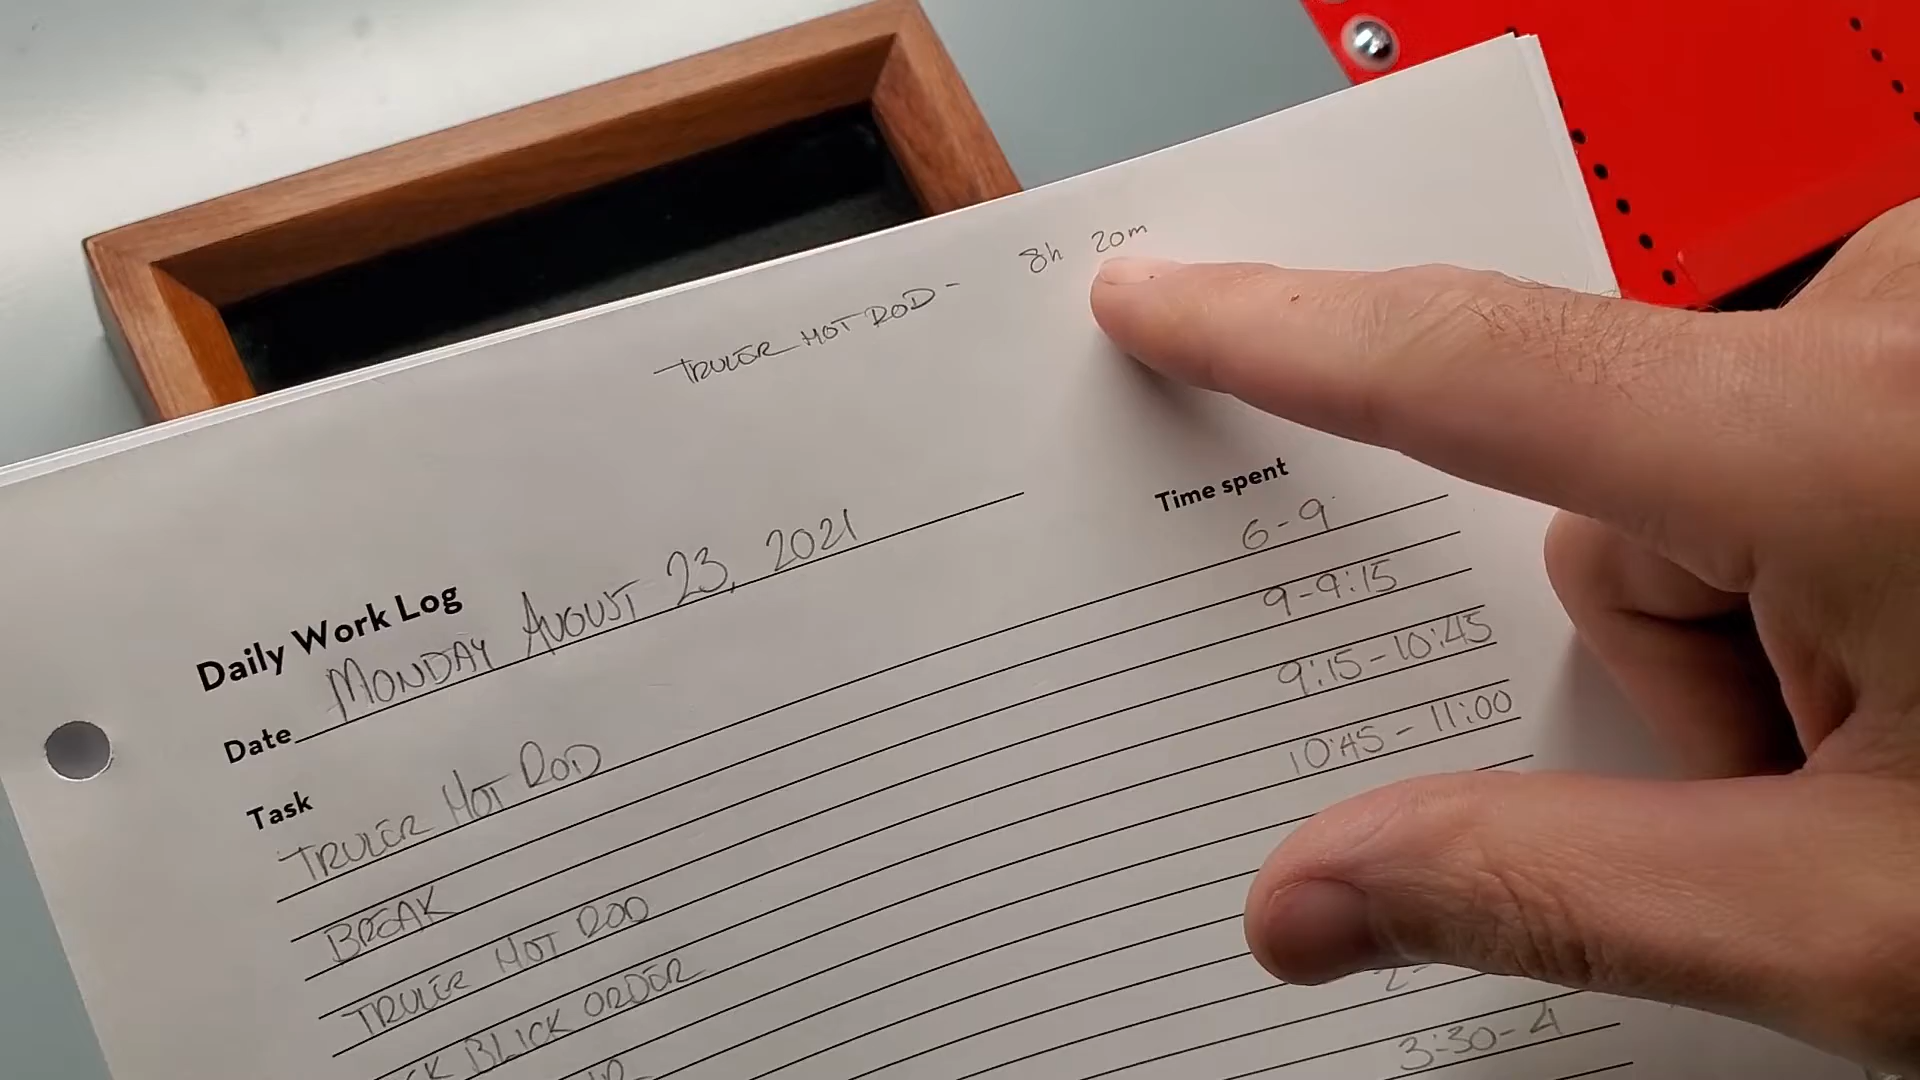 TRULER HOT ROD - 8h 20m
Daily Work Log
Date MONDAY AUGUST 23, 2021
Task Time spent
TRULER HOT ROD 6-9
BREAK 9-9:15
TRULER HOT ROD 9:15-10:45
BLICK ORDER 10:45-11:00
2-
3:30-4